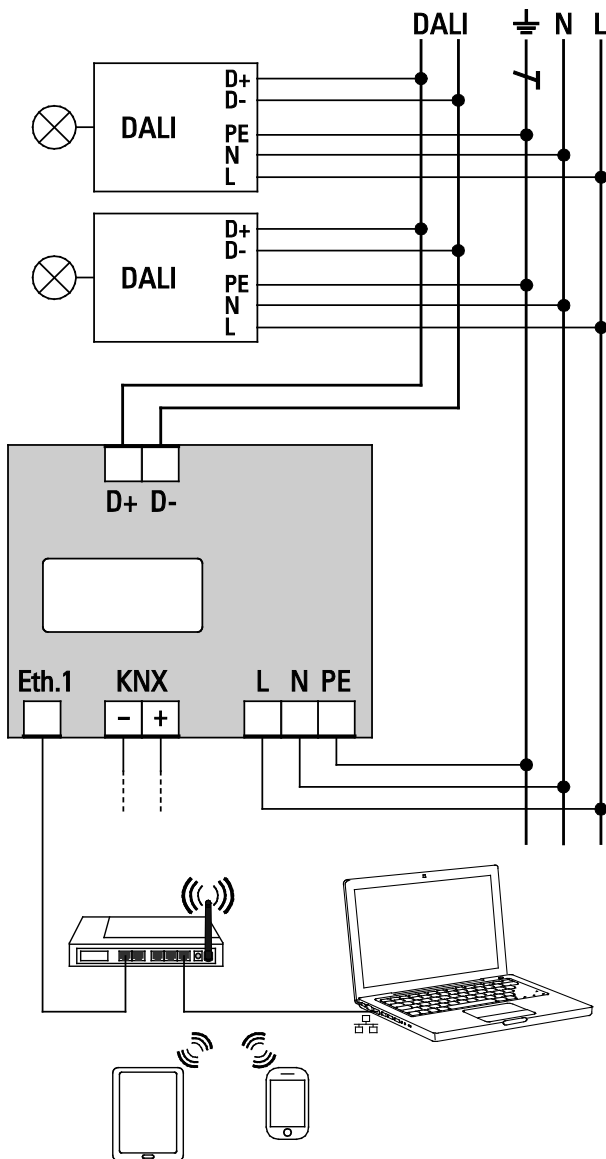 DALI N L
D+
D-
DALI
PE
N
L
D+
D-
DALI
PE
N
L
D+ D-
Eth.1 KNX L N PE
− +